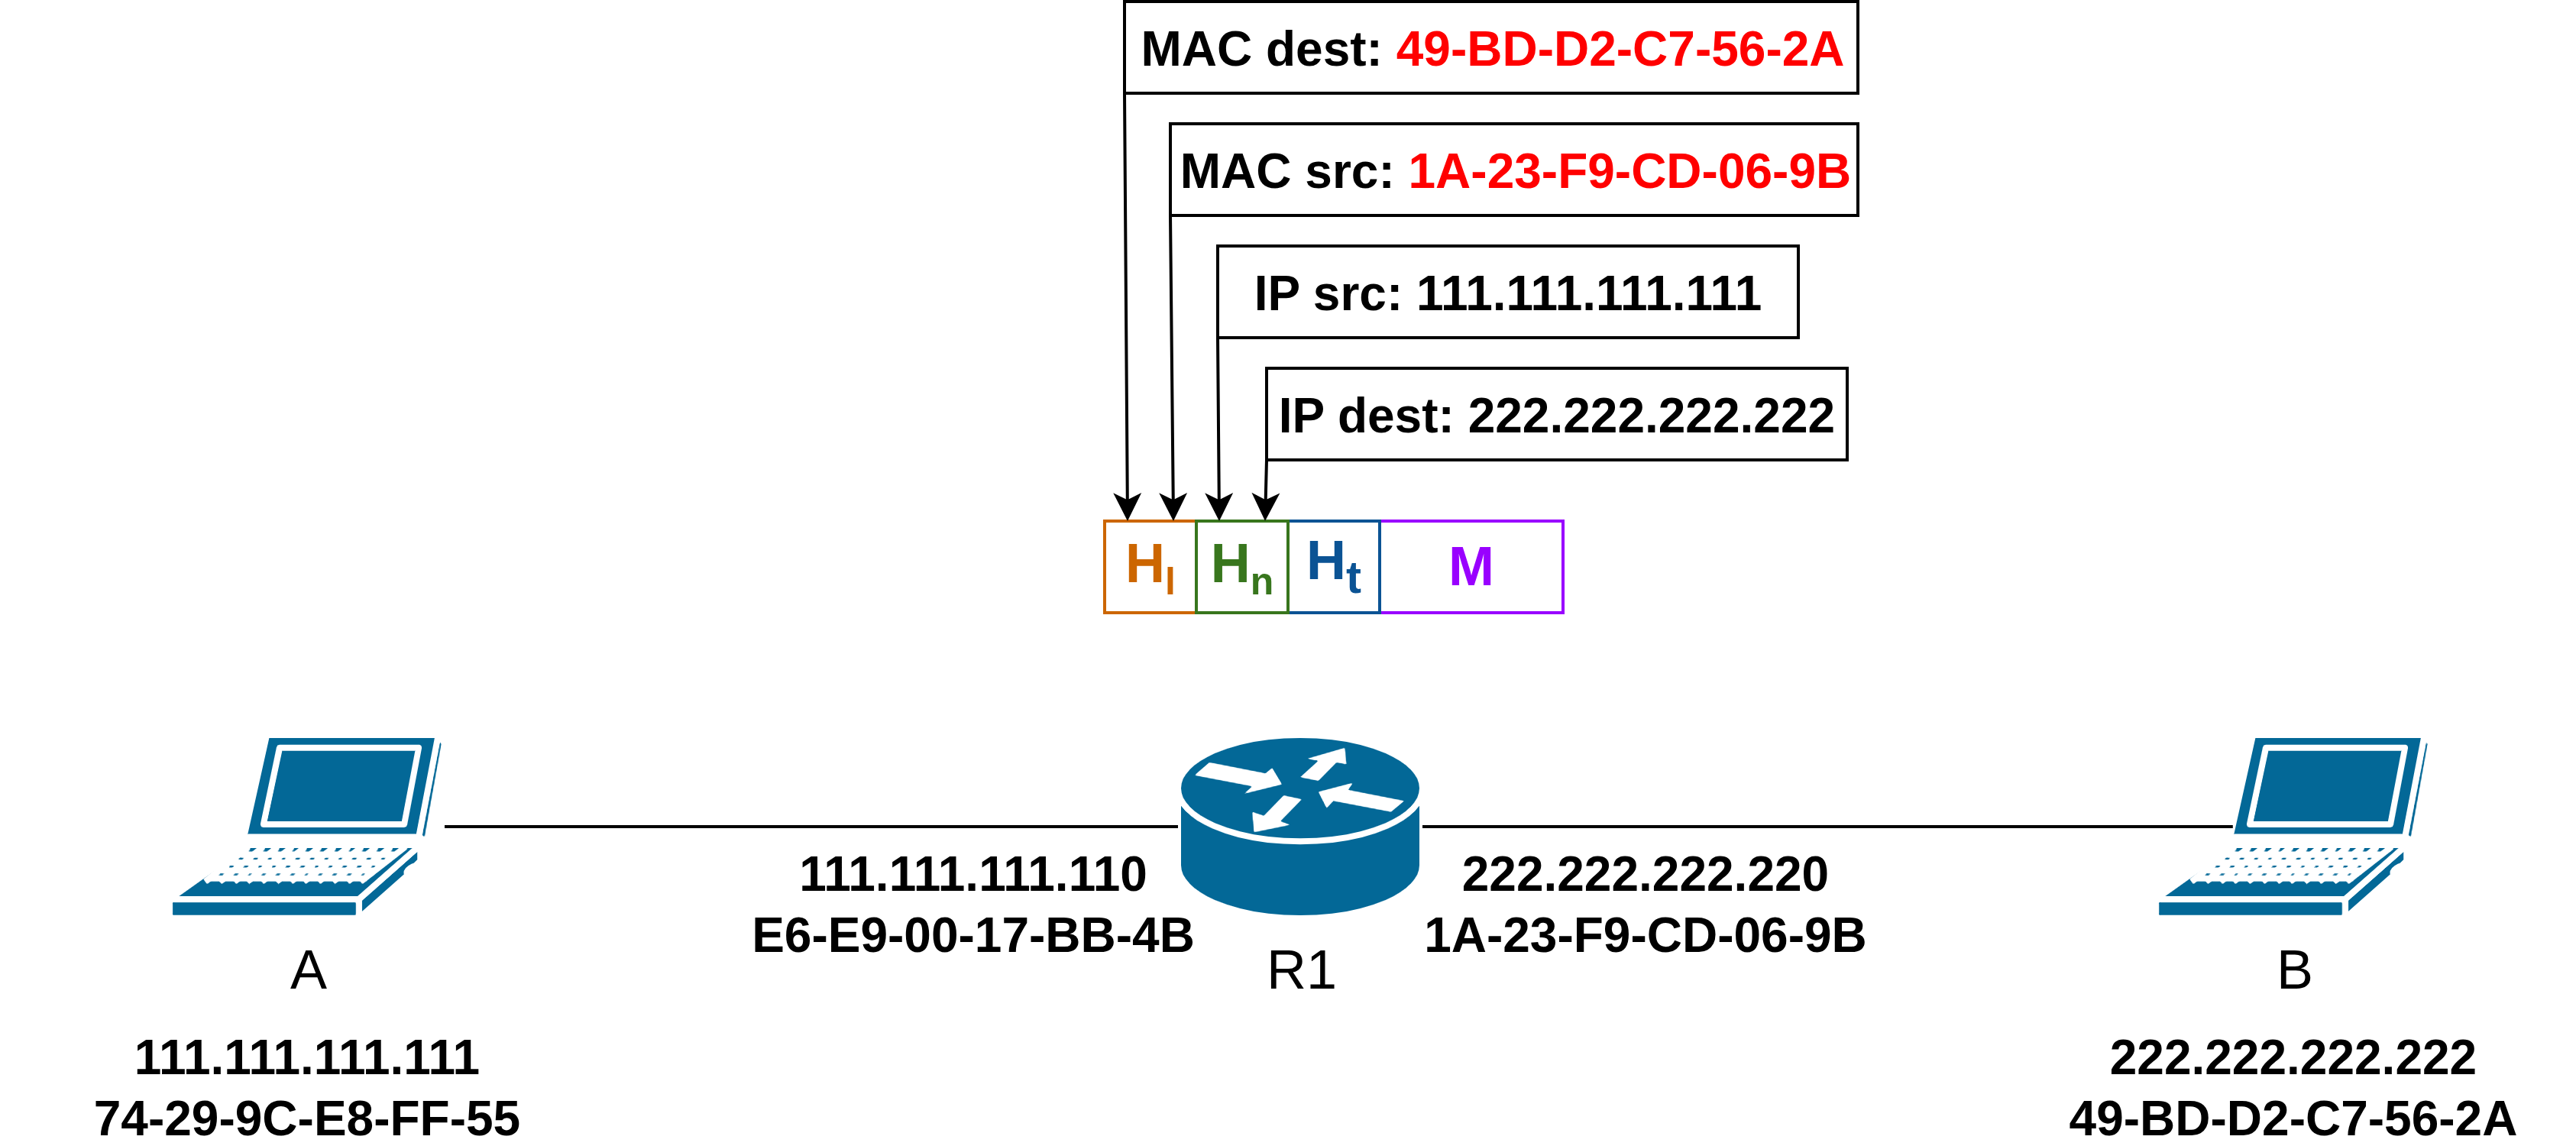 MAC dest: 49-BD-D2-C7-56-2A
MAC src: 1A-23-F9-CD-06-9B
IP src: 111.111.111.111
IP dest: 222.222.222.222
Hl Hn Ht M
111.111.111.110
E6-E9-00-17-BB-4B
222.222.222.220
1A-23-F9-CD-06-9B
A
R1
B
111.111.111.111
74-29-9C-E8-FF-55
222.222.222.222
49-BD-D2-C7-56-2A